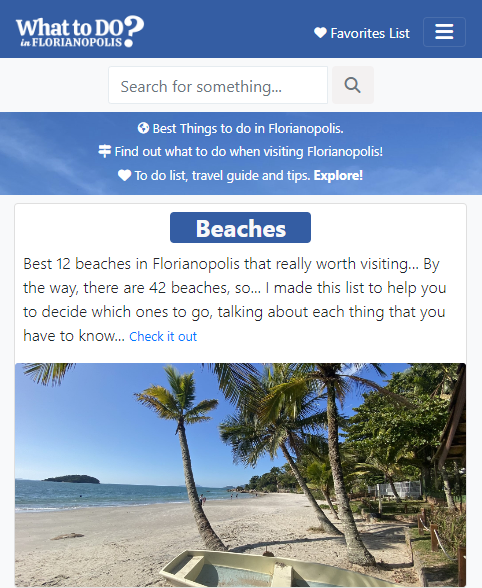 What to DO?
in FLORIANOPOLIS
Favorites List
Search for something...
Best Things to do in Florianopolis.
Find out what to do when visiting Florianopolis!
To do list, travel guide and tips. Explore!
Beaches
Best 12 beaches in Florianopolis that really worth visiting... By
the way, there are 42 beaches, so... I made this list to help you
to decide which ones to go, talking about each thing that you
have to know... Check it out